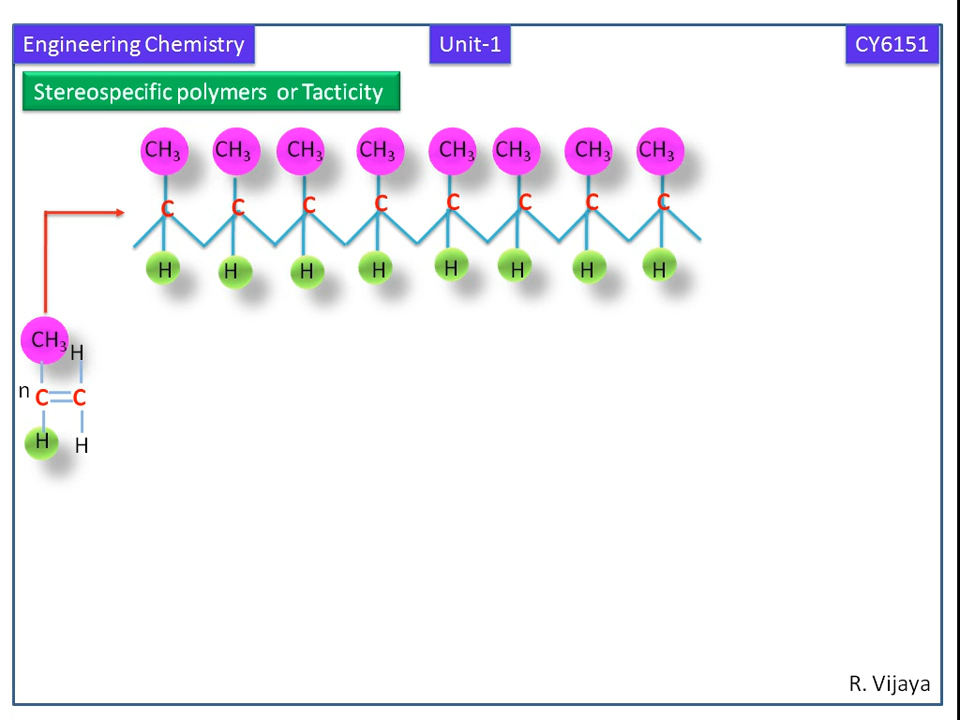 Engineering Chemistry Unit-1 CY6151
Stereospecific polymers or Tacticity
CH₃ CH₃ CH₃ CH₃ CH₃ CH₃ CH₃ CH₃
C C C C C C C C
H H H H H H H H
CH₃ H
n C C
H H
R. Vijaya